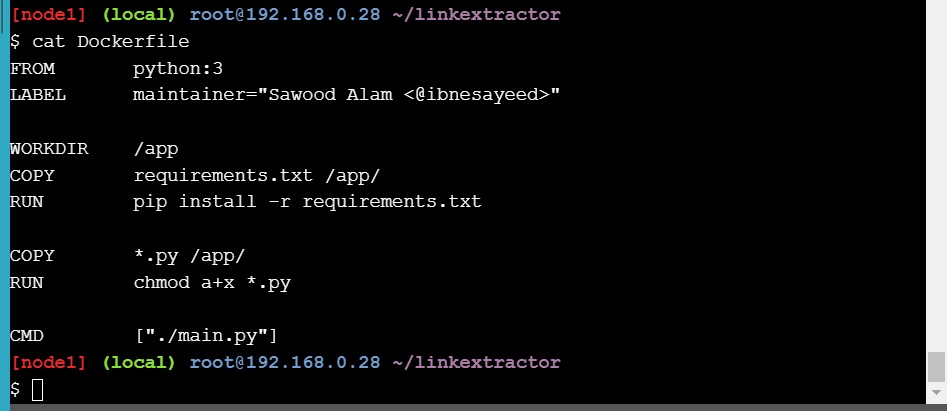 [node1] (local) root@192.168.0.28 ~/linkextractor
$ cat Dockerfile
FROM python:3
LABEL maintainer="Sawood Alam <@ibnesayeed>"
WORKDIR /app
COPY requirements.txt /app/
RUN pip install -r requirements.txt
COPY *.py /app/
RUN chmod a+x *.py
CMD ["./main.py"]
[node1] (local) root@192.168.0.28 ~/linkextractor
$